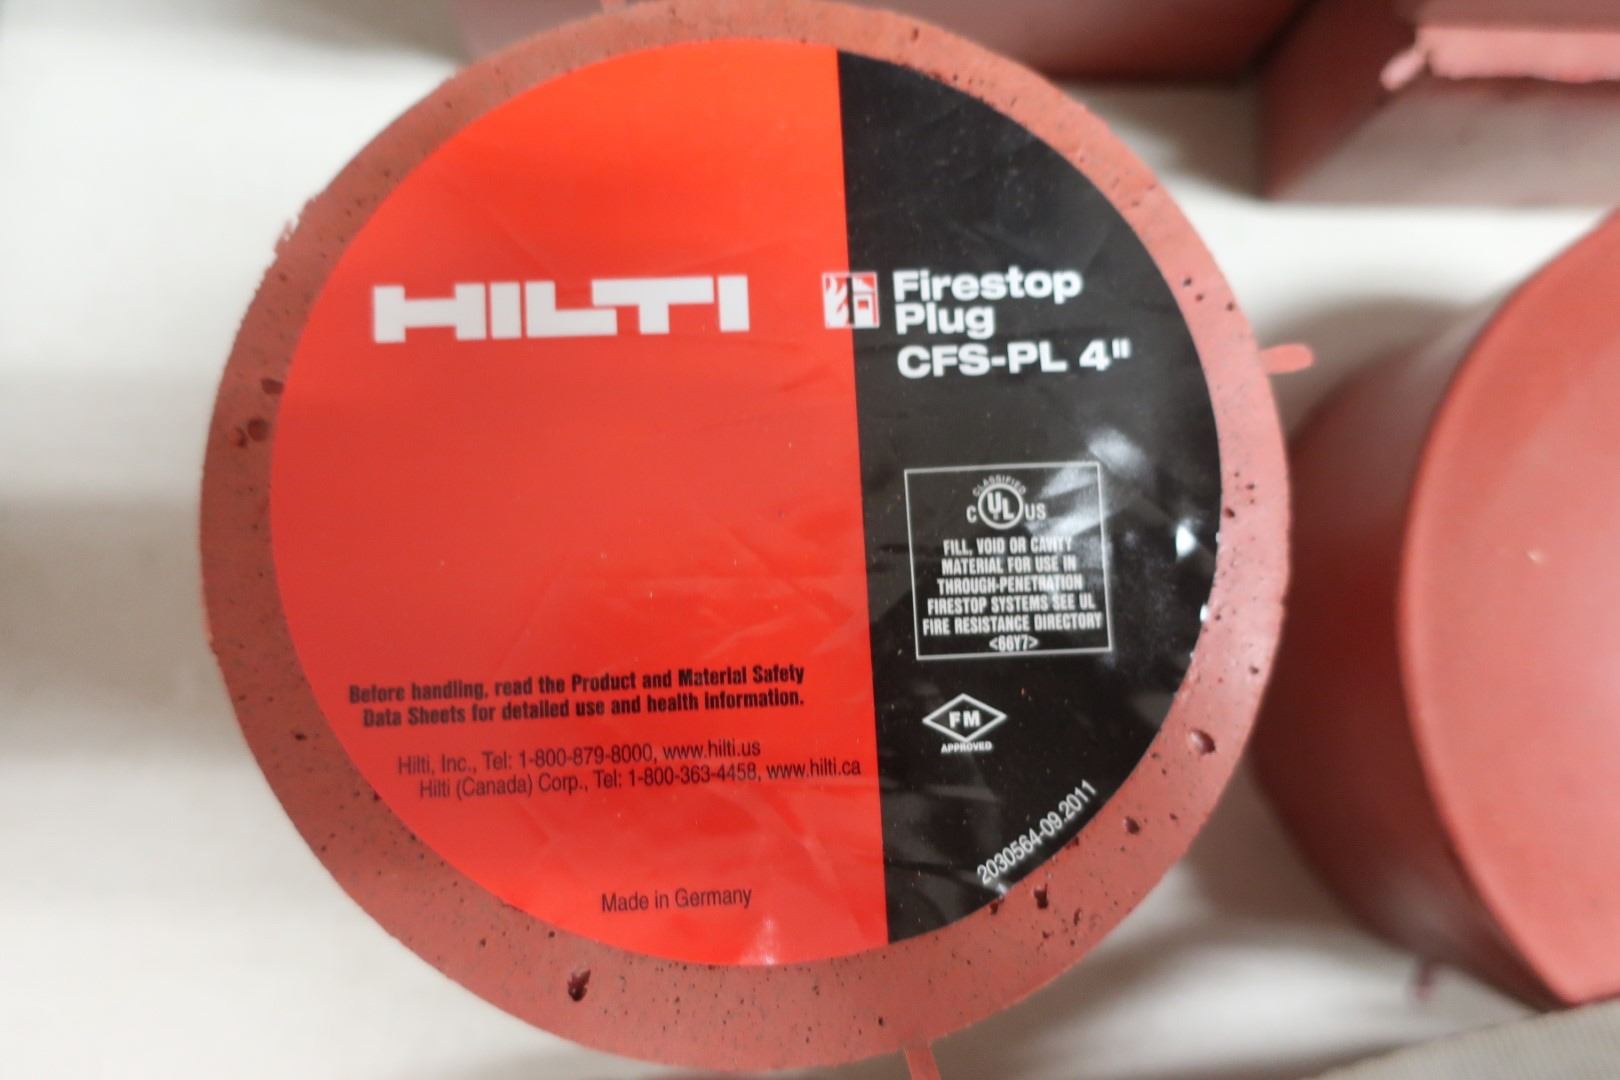 HILTI
Firestop
Plug
CFS-PL 4"
CLASSIFIED
C UL US
FILL, VOID OR CAVITY
MATERIAL FOR USE IN
THROUGH-PENETRATION
FIRESTOP SYSTEMS SEE UL
FIRE RESISTANCE DIRECTORY
<66Y7>
FM
APPROVED
Before handling, read the Product and Material Safety
Data Sheets for detailed use and health information.
Hilti, Inc., Tel: 1-800-879-8000, www.hilti.us
Hilti (Canada) Corp., Tel: 1-800-363-4458, www.hilti.ca
Made in Germany
2030564-09.2011